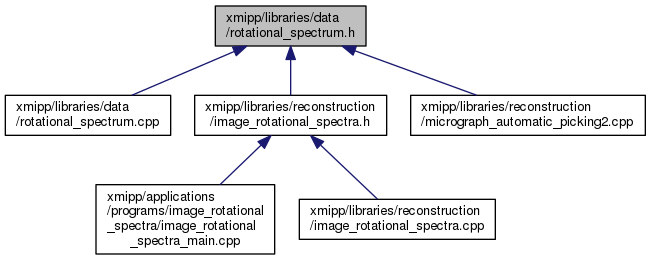 xmipp/libraries/data
/rotational_spectrum.h
xmipp/libraries/data
/rotational_spectrum.cpp
xmipp/libraries/reconstruction
/image_rotational_spectra.h
xmipp/libraries/reconstruction
/micrograph_automatic_picking2.cpp
xmipp/applications
/programs/image_rotational
_spectra/image_rotational
_spectra_main.cpp
xmipp/libraries/reconstruction
/image_rotational_spectra.cpp